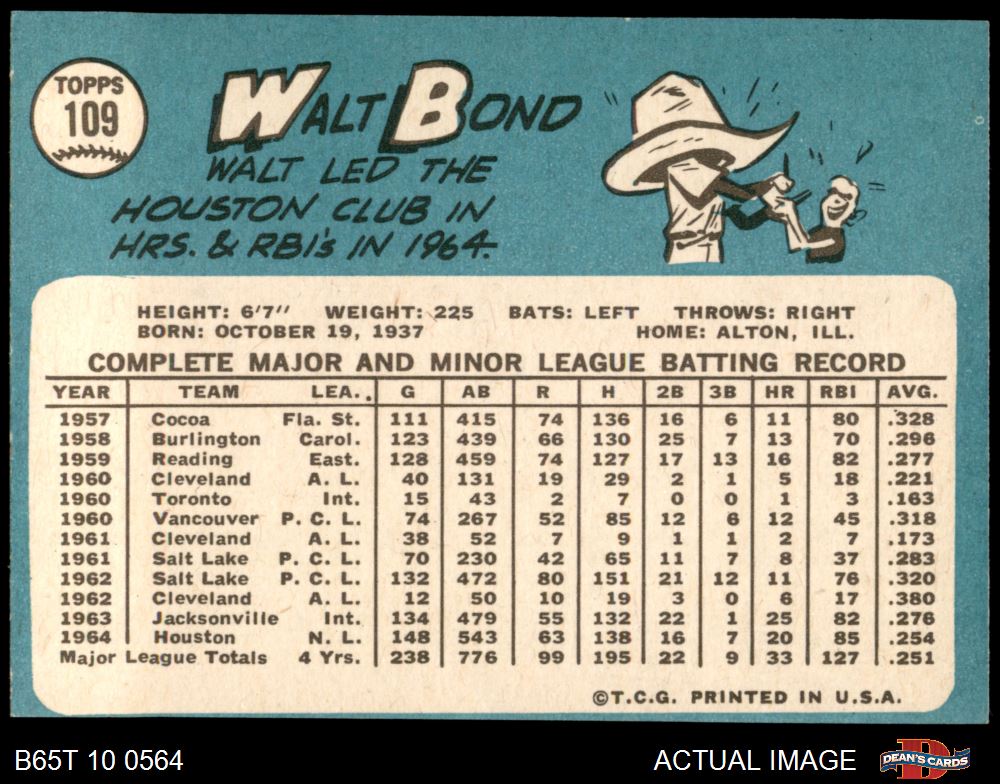 TOPPS
109
WALT BOND
WALT LED THE
HOUSTON CLUB IN
HRS. & RBI's IN 1964.
HEIGHT: 6'7" WEIGHT: 225 BATS: LEFT THROWS: RIGHT
BORN: OCTOBER 19, 1937 HOME: ALTON, ILL.
COMPLETE MAJOR AND MINOR LEAGUE BATTING RECORD
YEAR TEAM LEA. G AB R H 2B 3B HR RBI AVG.
1957 Cocoa Fla. St. 111 415 74 136 16 6 11 80 .328
1958 Burlington Carol. 123 439 66 130 25 7 13 70 .296
1959 Reading East. 128 459 74 127 17 13 16 82 .277
1960 Cleveland A. L. 40 131 19 29 2 1 5 18 .221
1960 Toronto Int. 15 43 2 7 0 0 1 3 .163
1960 Vancouver P. C. L. 74 267 52 85 12 6 12 45 .318
1961 Cleveland A. L. 38 52 7 9 1 1 2 7 .173
1961 Salt Lake P. C. L. 70 230 42 65 11 7 8 37 .283
1962 Salt Lake P. C. L. 132 472 80 151 21 12 11 76 .320
1962 Cleveland A. L. 12 50 10 19 3 0 6 17 .380
1963 Jacksonville Int. 134 479 55 132 22 1 25 82 .276
1964 Houston N. L. 148 543 63 138 16 7 20 85 .254
Major League Totals 4 Yrs. 238 776 99 195 22 9 33 127 .251
©T.C.G. PRINTED IN U.S.A.
B65T 10 0564 ACTUAL IMAGE
D
DEAN'S CARDS